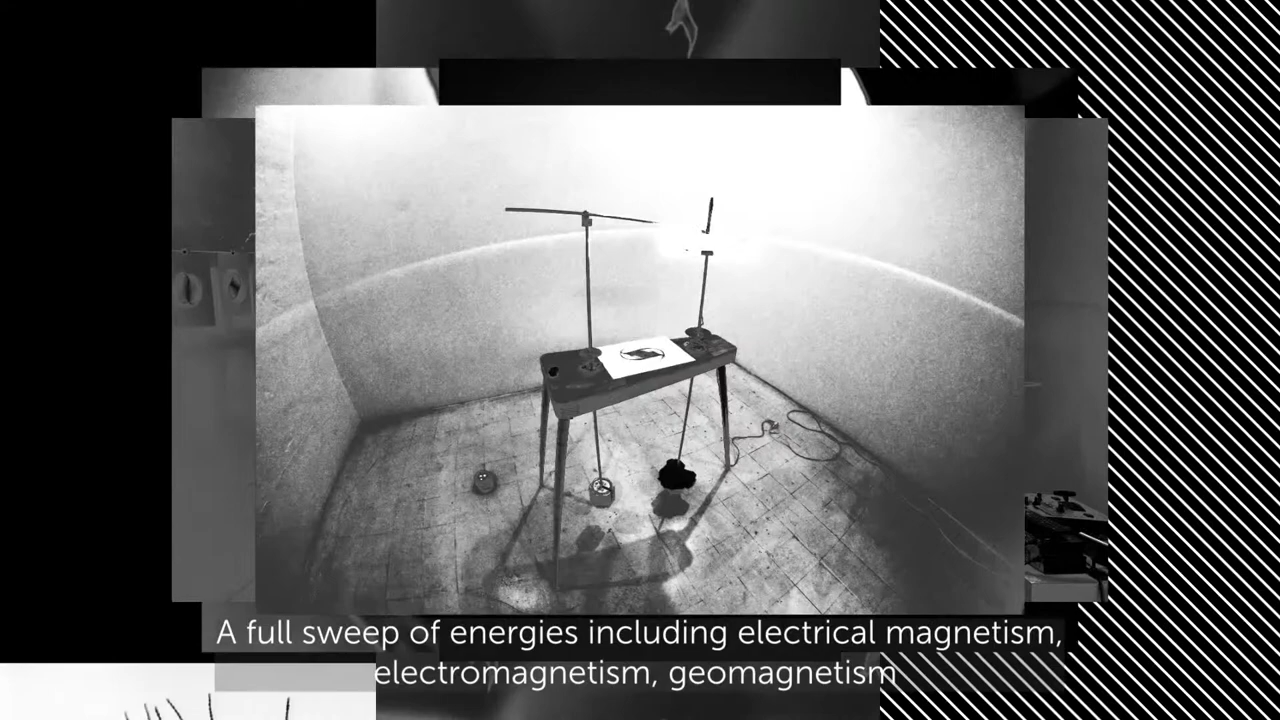 A full sweep of energies including electrical magnetism,
electromagnetism, geomagnetism